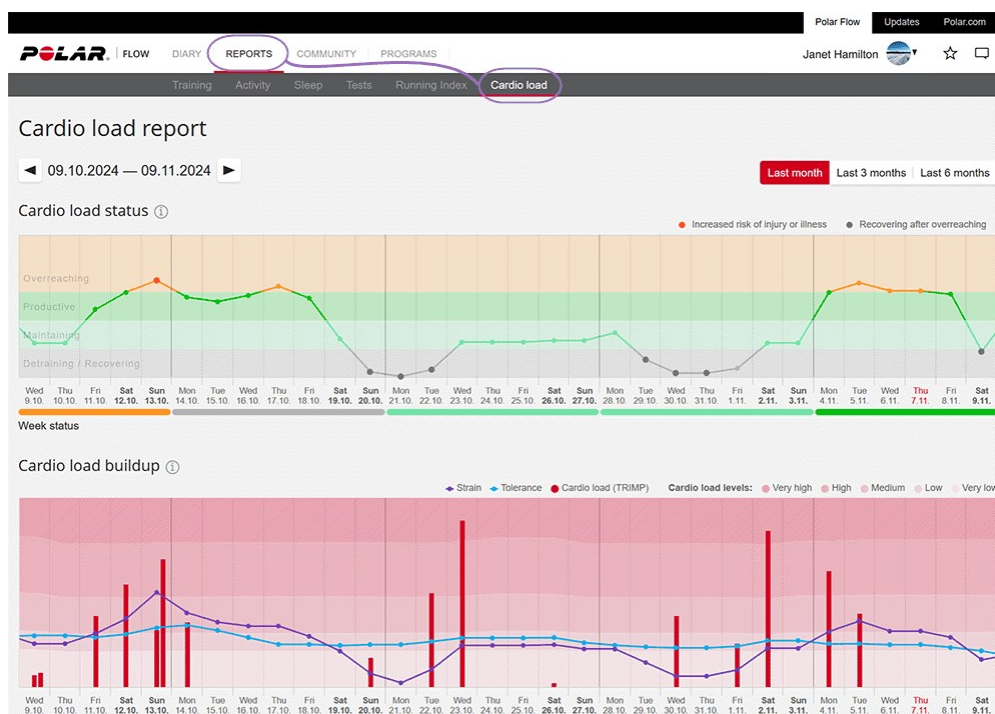 Polar Flow Updates Polar.com
POLAR. FLOW DIARY REPORTS COMMUNITY PROGRAMS Janet Hamilton
Training Activity Sleep Tests Running Index Cardio load
Cardio load report
09.10.2024 — 09.11.2024
Last month Last 3 months Last 6 months
Cardio load status
Increased risk of injury or illness Recovering after overreaching
Overreaching
Productive
Maintaining
Detraining / Recovering
Wed Thu Fri Sat Sun Mon Tue Wed Thu Fri Sat Sun Mon Tue Wed Thu Fri Sat Sun Mon Tue Wed Thu Fri Sat Sun Mon Tue Wed Thu Fri Sat
9.10. 10.10. 11.10. 12.10. 13.10. 14.10. 15.10. 16.10. 17.10. 18.10. 19.10. 20.10. 21.10. 22.10. 23.10. 24.10. 25.10. 26.10. 27.10. 28.10. 29.10. 30.10. 31.10. 1.11. 2.11. 3.11. 4.11. 5.11. 6.11. 7.11. 8.11. 9.11.
Week status
Cardio load buildup
Strain Tolerance Cardio load (TRIMP) Cardio load levels: Very high High Medium Low Very low
Wed Thu Fri Sat Sun Mon Tue Wed Thu Fri Sat Sun Mon Tue Wed Thu Fri Sat Sun Mon Tue Wed Thu Fri Sat Sun Mon Tue Wed Thu Fri Sat
9.10. 10.10. 11.10. 12.10. 13.10. 14.10. 15.10. 16.10. 17.10. 18.10. 19.10. 20.10. 21.10. 22.10. 23.10. 24.10. 25.10. 26.10. 27.10. 28.10. 29.10. 30.10. 31.10. 1.11. 2.11. 3.11. 4.11. 5.11. 6.11. 7.11. 8.11. 9.11.